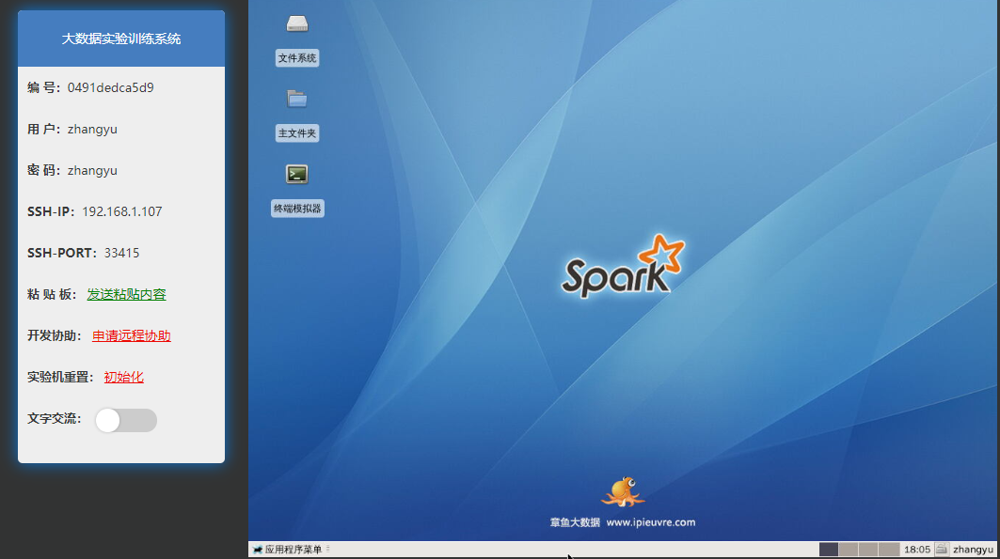 大数据实验训练系统
编 号：0491dedca5d9
用 户：zhangyu
密 码：zhangyu
SSH-IP：192.168.1.107
SSH-PORT：33415
粘 贴 板： 发送粘贴内容
开发协助： 申请远程协助
实验机重置： 初始化
文字交流：
文件系统
主文件夹
终端模拟器
Spark
章鱼大数据 www.ipieuvre.com
应用程序菜单
18:05 zhangyu